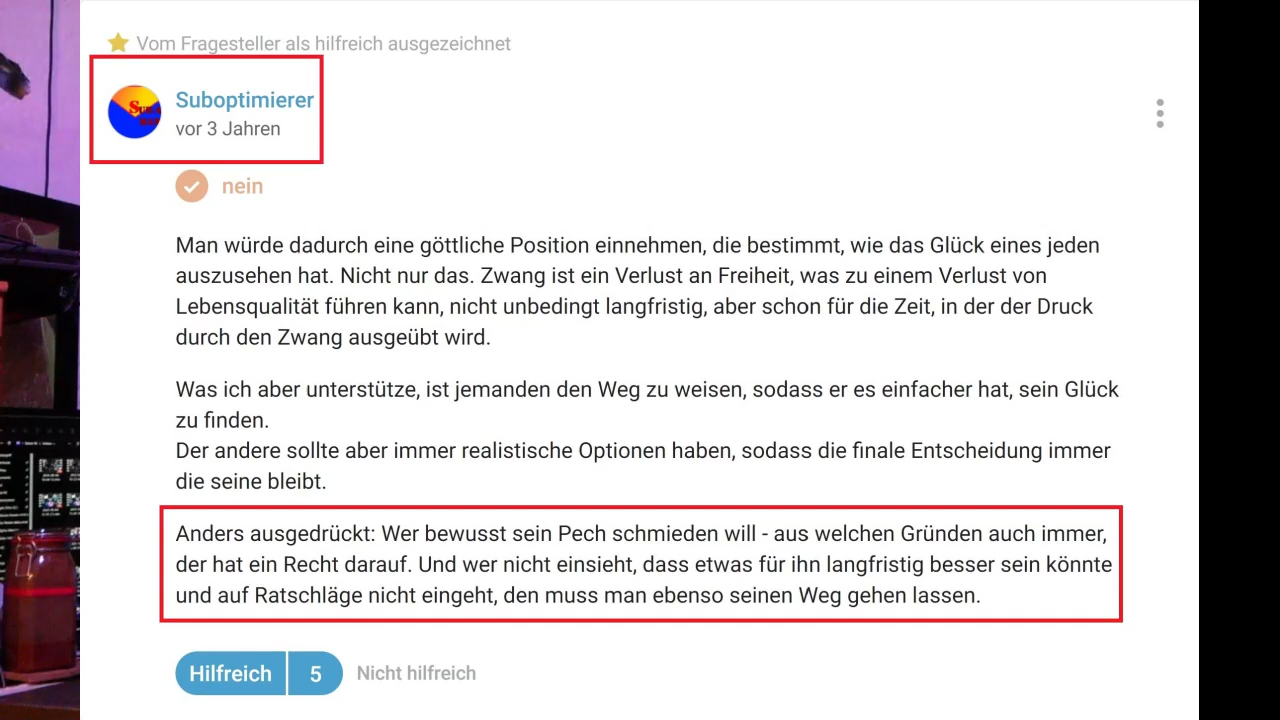 Vom Fragesteller als hilfreich ausgezeichnet
Suboptimierer
vor 3 Jahren
nein
Man würde dadurch eine göttliche Position einnehmen, die bestimmt, wie das Glück eines jeden
auszusehen hat. Nicht nur das. Zwang ist ein Verlust an Freiheit, was zu einem Verlust von
Lebensqualität führen kann, nicht unbedingt langfristig, aber schon für die Zeit, in der der Druck
durch den Zwang ausgeübt wird.
Was ich aber unterstütze, ist jemanden den Weg zu weisen, sodass er es einfacher hat, sein Glück
zu finden.
Der andere sollte aber immer realistische Optionen haben, sodass die finale Entscheidung immer
die seine bleibt.
Anders ausgedrückt: Wer bewusst sein Pech schmieden will - aus welchen Gründen auch immer,
der hat ein Recht darauf. Und wer nicht einsieht, dass etwas für ihn langfristig besser sein könnte
und auf Ratschläge nicht eingeht, den muss man ebenso seinen Weg gehen lassen.
Hilfreich 5 Nicht hilfreich